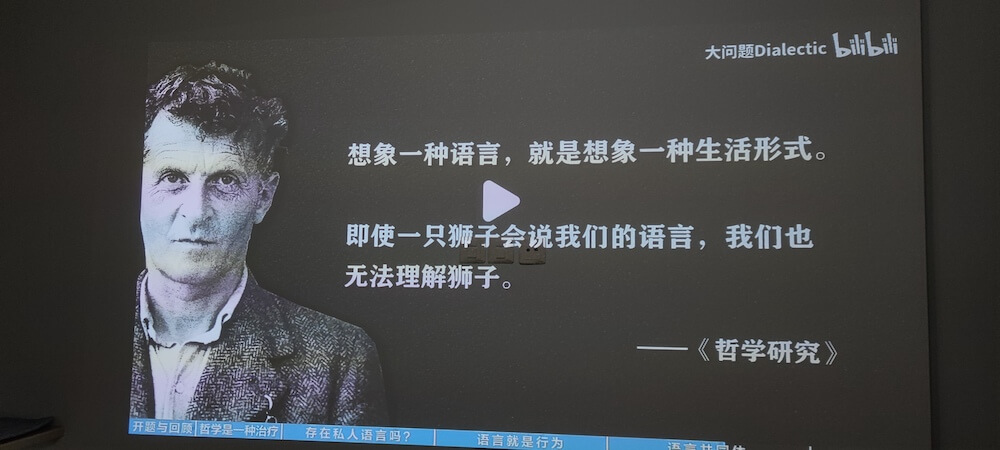 大问题Dialectic bilibili
想象一种语言，就是想象一种生活形式。
即使一只狮子会说我们的语言，我们也
无法理解狮子。
——《哲学研究》
开题与回顾 哲学是一种治疗 存在私人语言吗？ 语言就是行为 语言共同体